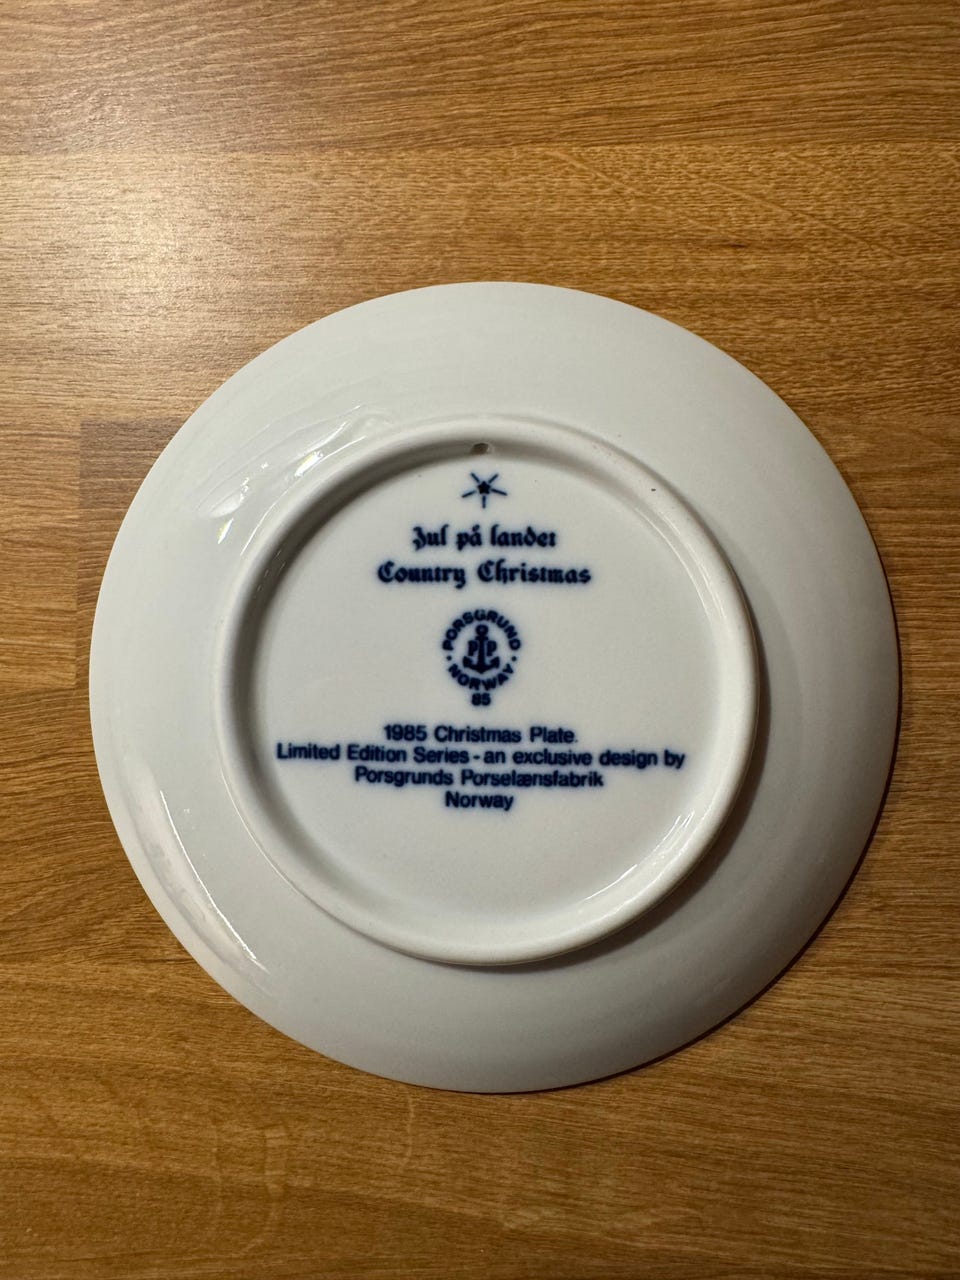 Jul på landet
Country Christmas
PORSGRUND
PP
· NORWAY ·
85
1985 Christmas Plate.
Limited Edition Series - an exclusive design by
Porsgrunds Porselænsfabrik
Norway